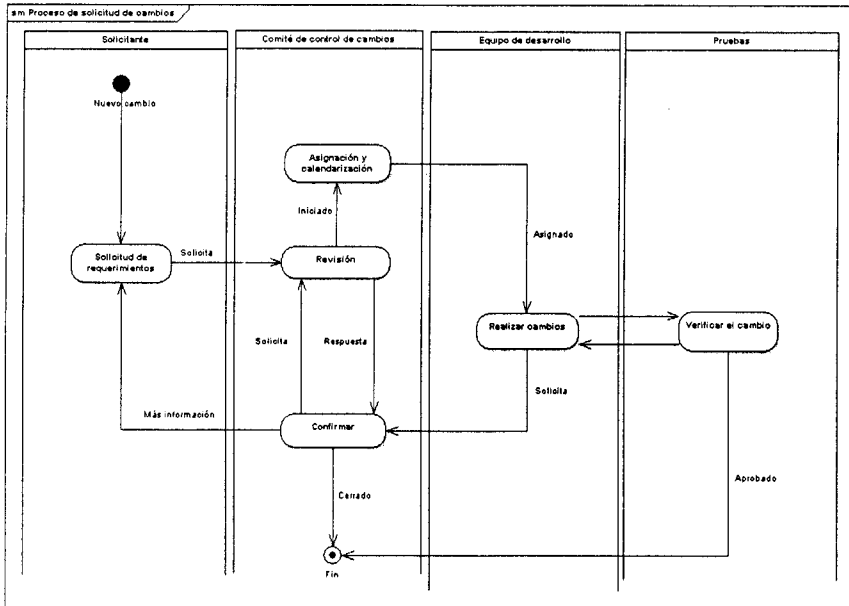 sm Proceso de solicitud de cambios
Solicitante
Comité de control de cambios
Equipo de desarrollo
Pruebas
Nuevo cambio
Asignación y
calendarización
Iniciado
Asignado
Solicitud de
requerimientos
Solicita
Revisión
Realizar cambios
Verificar el cambio
Solicita
Respuesta
Solicita
Más información
Confirmar
Cerrado
Aprobado
Fin